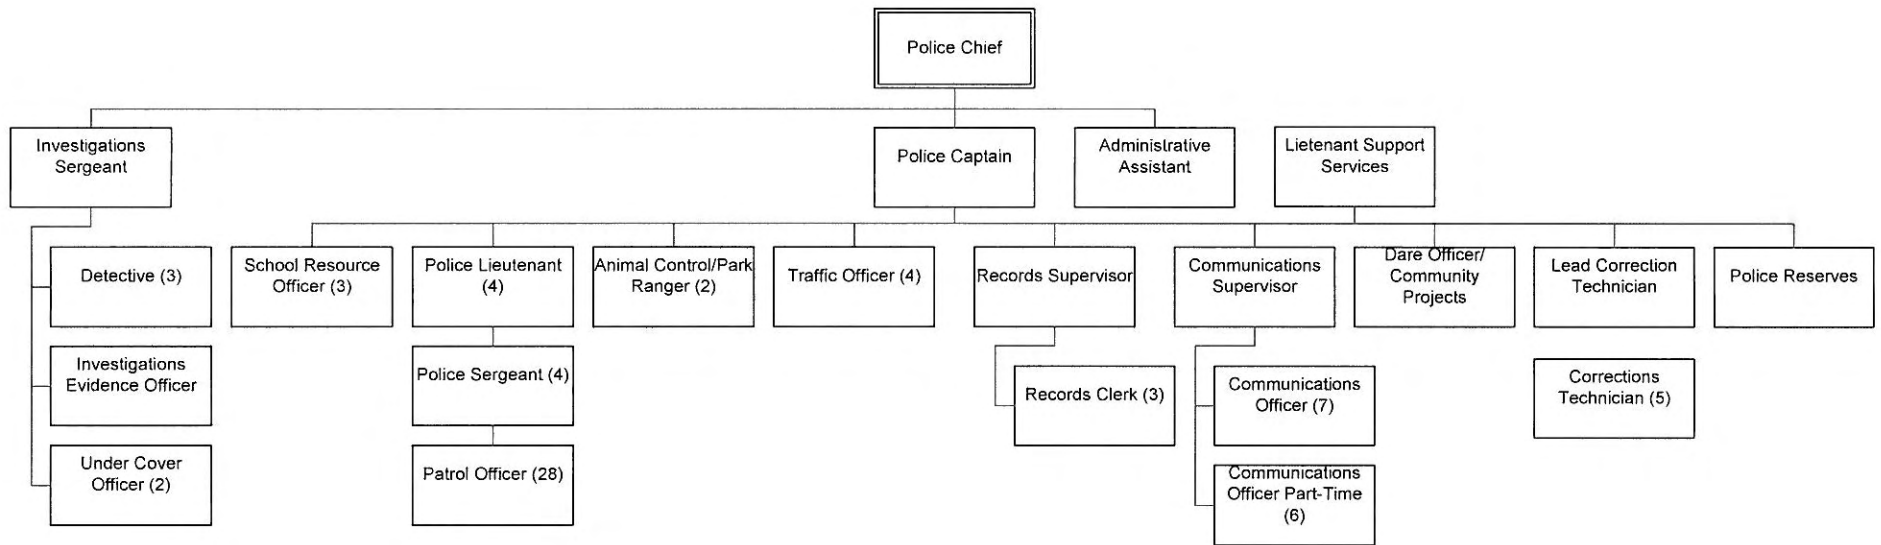 Police Chief
Investigations
Sergeant
Police Captain
Administrative
Assistant
Lietenant Support
Services
Detective (3)
School Resource
Officer (3)
Police Lieutenant
(4)
Animal Control/Park
Ranger (2)
Traffic Officer (4)
Records Supervisor
Communications
Supervisor
Dare Officer/
Community
Projects
Lead Correction
Technician
Police Reserves
Investigations
Evidence Officer
Police Sergeant (4)
Records Clerk (3)
Communications
Officer (7)
Corrections
Technician (5)
Under Cover
Officer (2)
Patrol Officer (28)
Communications
Officer Part-Time
(6)